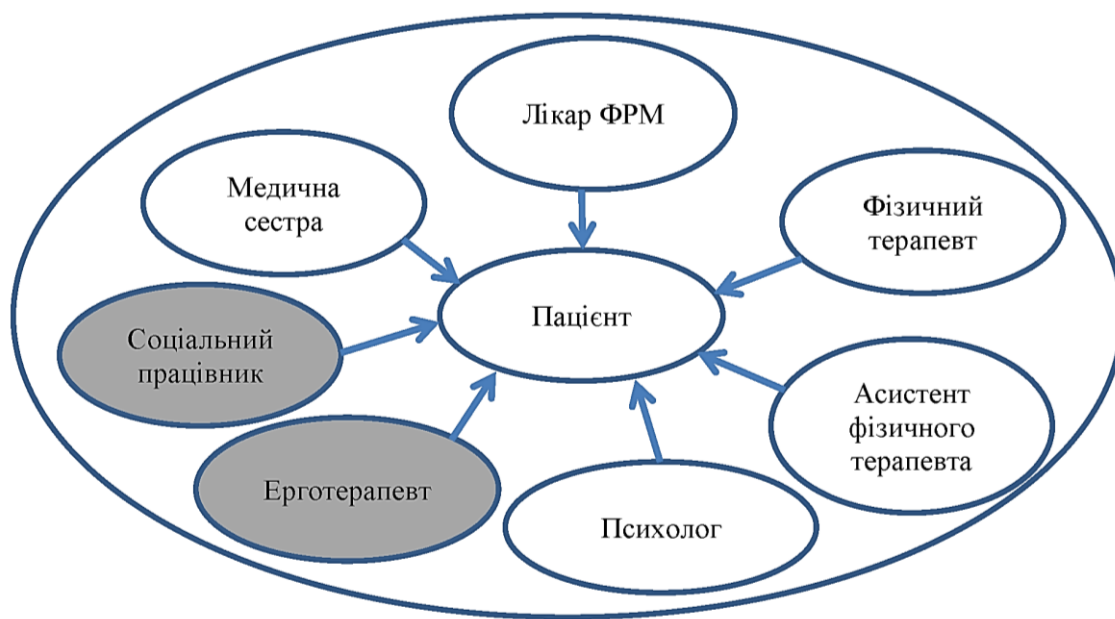 Лікар ФРМ
Медична
сестра
Фізичний
терапевт
Пацієнт
Соціальний
працівник
Асистент
фізичного
терапевта
Ерготерапевт
Психолог